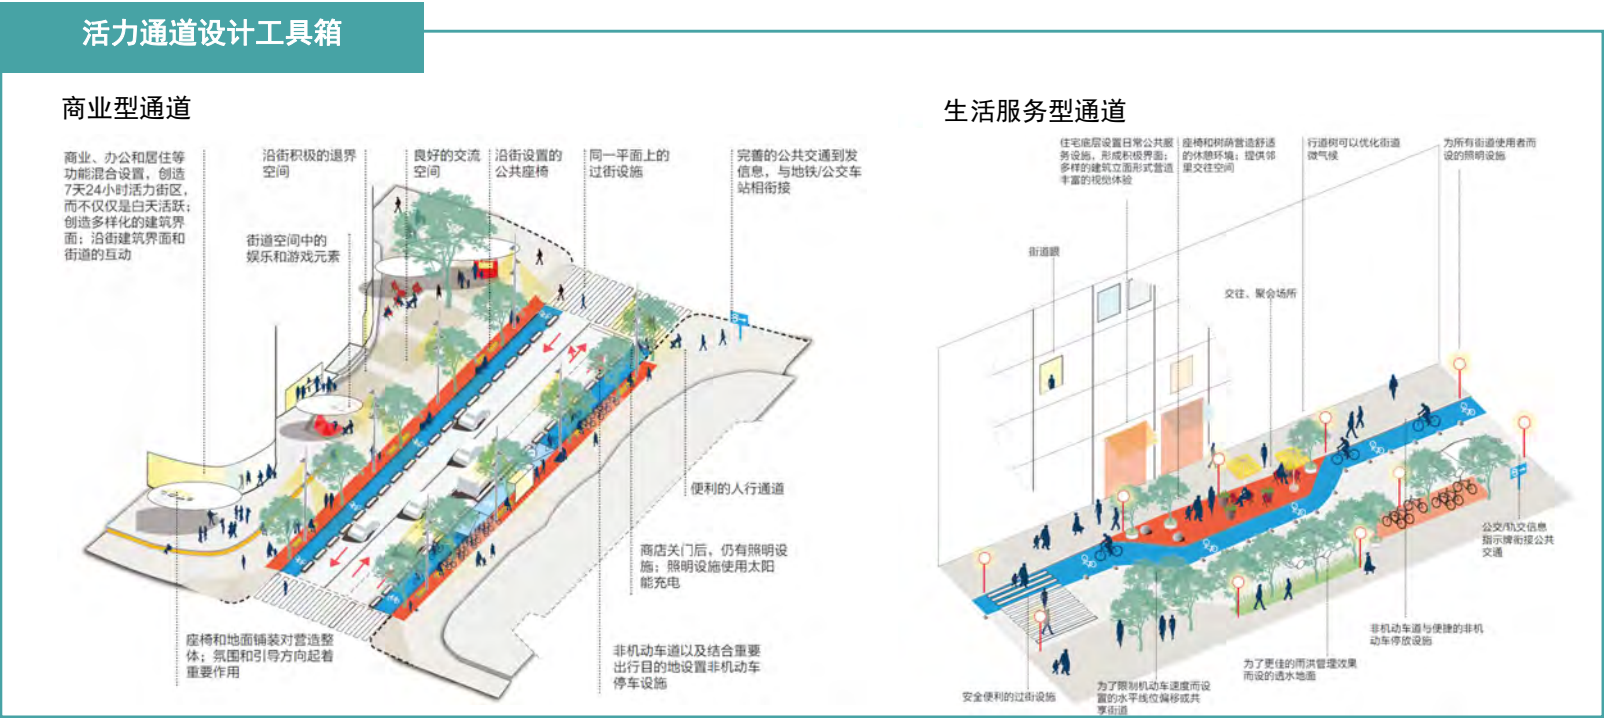 活力通道设计工具箱
商业型通道
商业、办公和居住等
功能混合设置，创造
7天24小时活力街区，
而不仅仅是白天活跃；
创造多样化的建筑界
面；沿街建筑界面和
街道的互动
沿街积极的退界
空间
良好的交流
空间
沿街设置的
公共座椅
同一平面上的
过街设施
完善的公共交通到发
信息，与地铁/公交车
站相衔接
街道空间中的
娱乐和游戏元素
便利的人行通道
商店关门后，仍有照明设
施；照明设施使用太阳
能充电
座椅和地面铺装对营造整
体；氛围和引导方向起着
重要作用
非机动车道以及结合重要
出行目的地设置非机动车
停车设施
生活服务型通道
住宅底层设置日常公共服
务设施，形成积极界面；
多样的建筑立面形式营造
丰富的视觉体验
座椅和树荫营造舒适
的休憩环境；提供邻
里交往空间
行道树可以优化街道
微气候
为所有街道使用者而
设的照明设施
街道眼
交往、聚会场所
公交/轨交信息
指示牌衔接公共
交通
非机动车道与便捷的非机
动车停放设施
为了更佳的雨洪管理效果
而设的透水地面
为了限制机动车速度而设
置的水平线位偏移或共
享街道
安全便利的过街设施